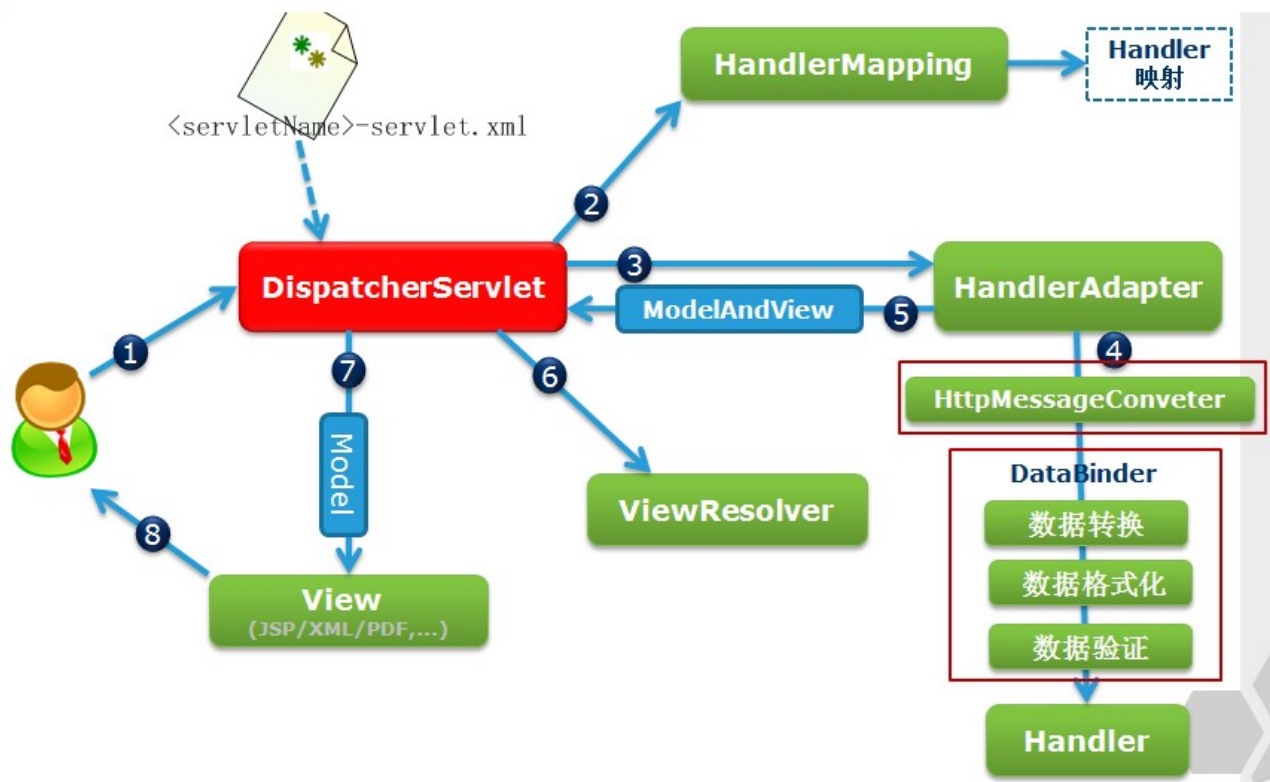 <servletName>-servlet.xml
HandlerMapping
Handler
映射
2
DispatcherServlet
3
HandlerAdapter
ModelAndView
5
1
7
6
4
HttpMessageConveter
Model
DataBinder
ViewResolver
数据转换
8
数据格式化
View
(JSP/XML/PDF,...)
数据验证
Handler